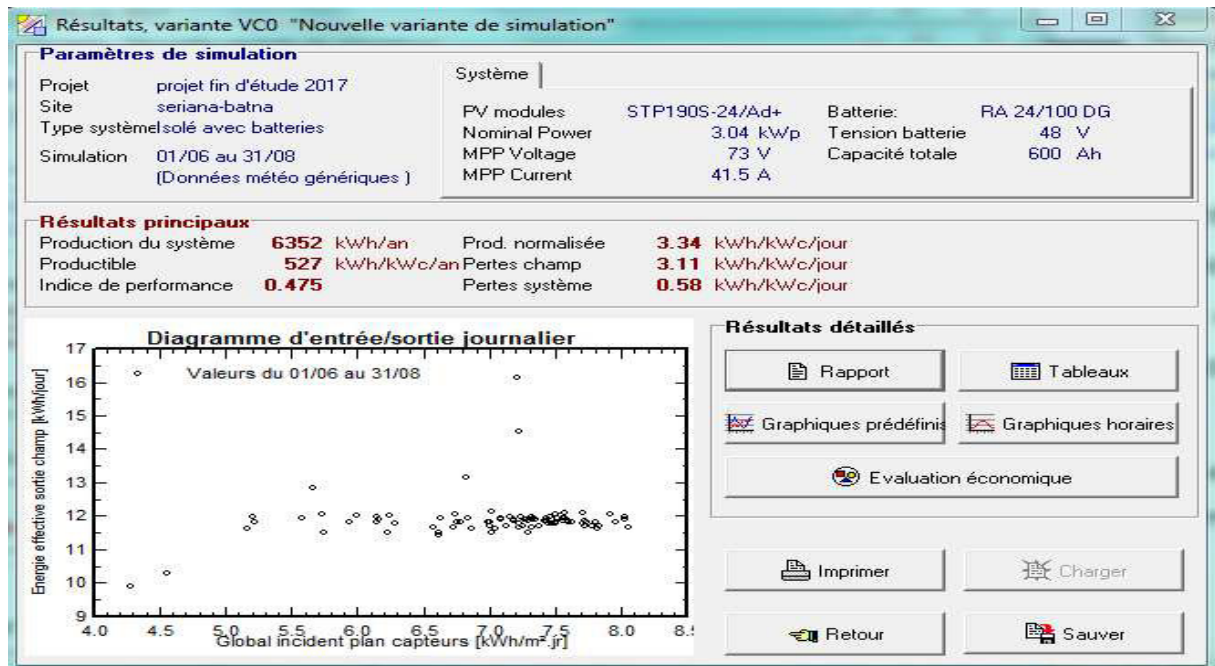 Résultats, variante VC0 "Nouvelle variante de simulation"
Paramètres de simulation
Projet projet fin d'étude 2017
Site seriana-batna
Type système Isolé avec batteries
Simulation 01/06 au 31/08
(Données météo génériques )
Système
PV modules STP190S-24/Ad+ Batterie: RA 24/100 DG
Nominal Power 3.04 kWp Tension batterie 48 V
MPP Voltage 73 V Capacité totale 600 Ah
MPP Current 41.5 A
Résultats principaux
Production du système 6352 kWh/an Prod. normalisée 3.34 kWh/kWc/jour
Productible 527 kWh/kWc/an Pertes champ 3.11 kWh/kWc/jour
Indice de performance 0.475 Pertes système 0.58 kWh/kWc/jour
Diagramme d'entrée/sortie journalier
Valeurs du 01/06 au 31/08
Energie effective sortie champ [kWh/jour]
17
16
15
14
13
12
11
10
9
4.0 4.5 5.0 5.5 6.0 6.5 7.0 7.5 8.0 8.
Global incident plan capteurs [kWh/m².jr]
Résultats détaillés
Rapport Tableaux
Graphiques prédéfinis Graphiques horaires
Evaluation économique
Imprimer Charger
Retour Sauver